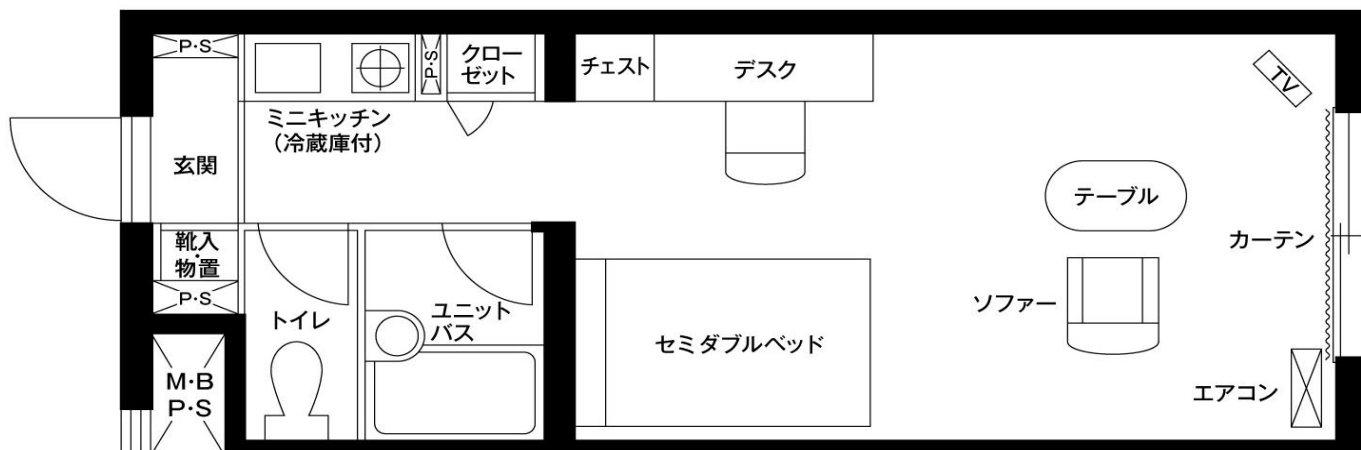 P·S
P·S
クロー
ゼット
チェスト
デスク
TV
ミニキッチン
（冷蔵庫付）
玄関
テーブル
カーテン
靴入
・
物置
P·S
トイレ
ユニット
バス
セミダブルベッド
ソファー
M·B
P·S
エアコン